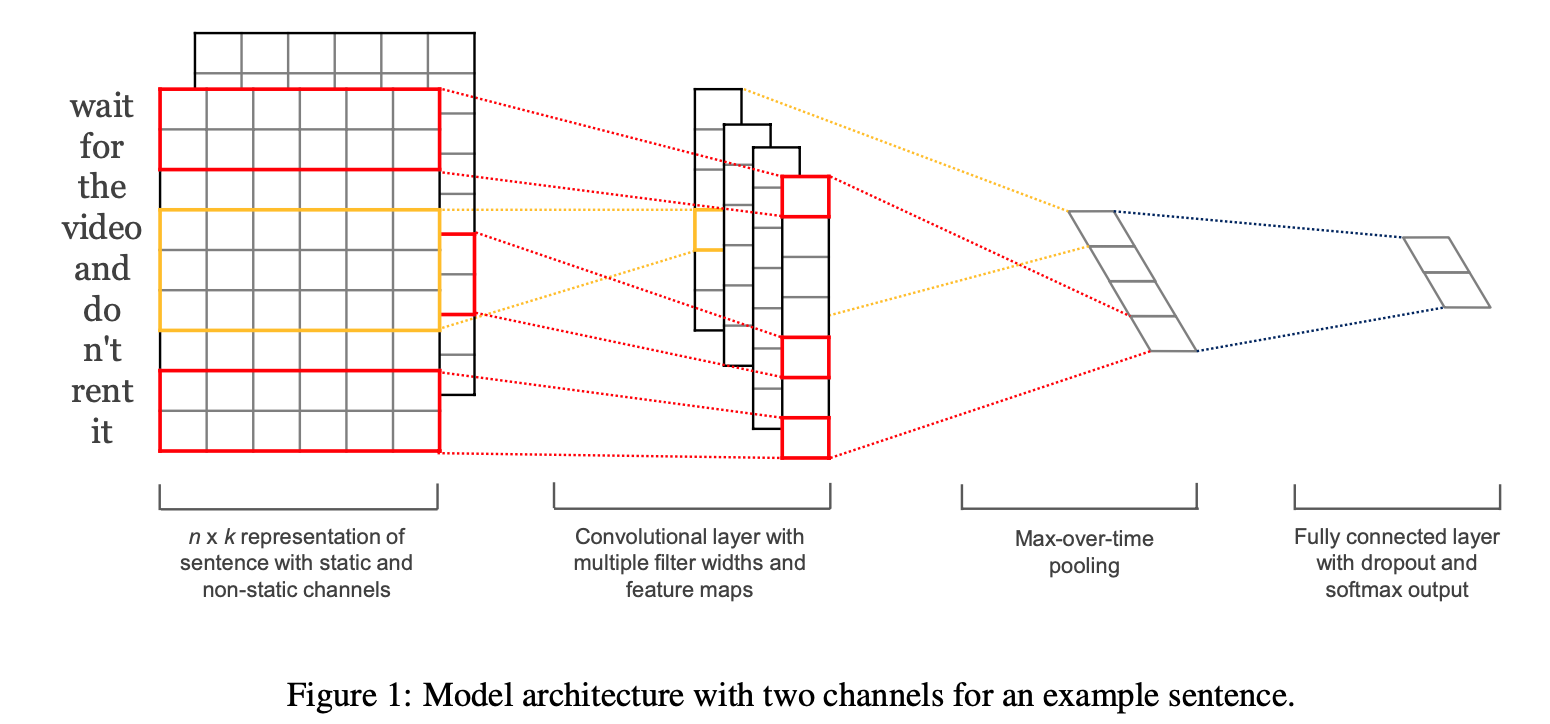 wait
for
the
video
and
do
n't
rent
it
n x k representation of
sentence with static and
non-static channels
Convolutional layer with
multiple filter widths and
feature maps
Max-over-time
pooling
Fully connected layer
with dropout and
softmax output
Figure 1: Model architecture with two channels for an example sentence.